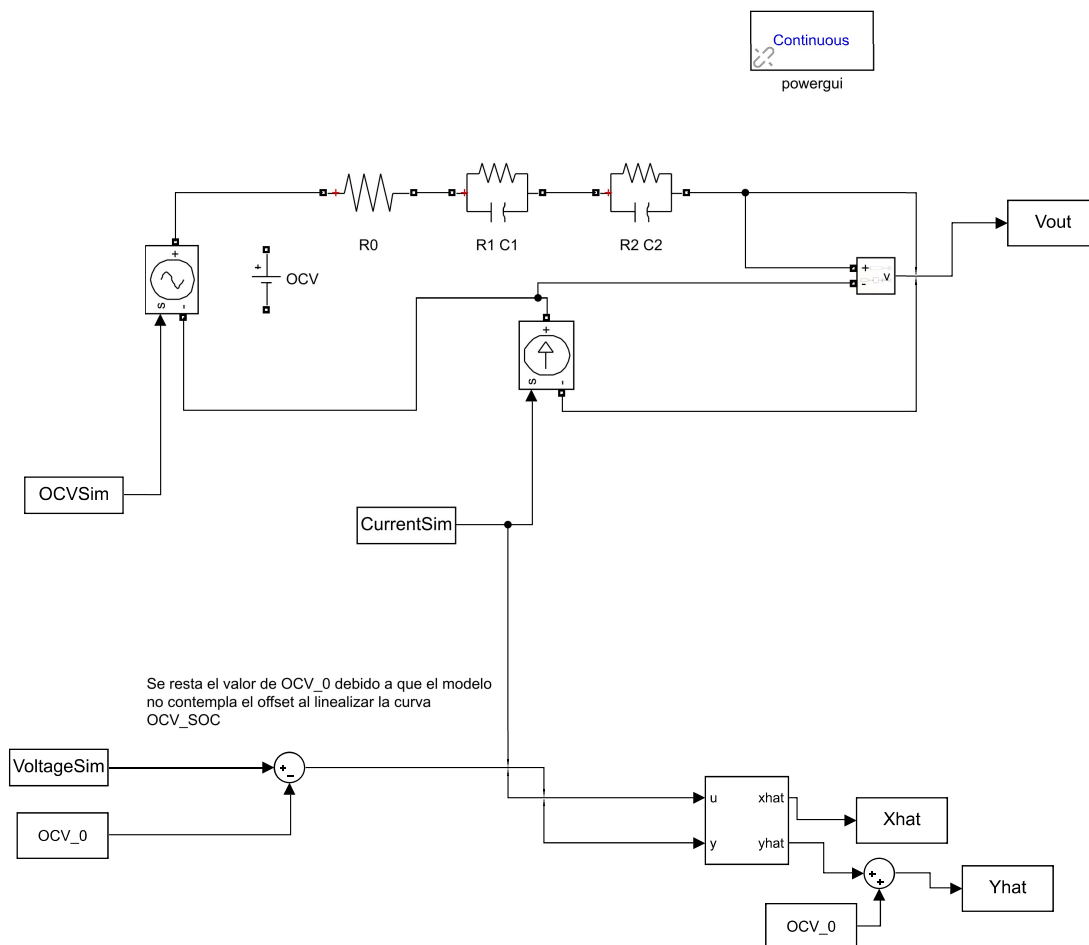 Continuous
powergui
R0
R1 C1
R2 C2
Vout
+
s
-
+
OCV
+
-
v
+
s
-
OCVSim
CurrentSim
Se resta el valor de OCV_0 debido a que el modelo
no contempla el offset al linealizar la curva
OCV_SOC
VoltageSim
+
-
OCV_0
u
xhat
y
yhat
Xhat
+
+
Yhat
OCV_0